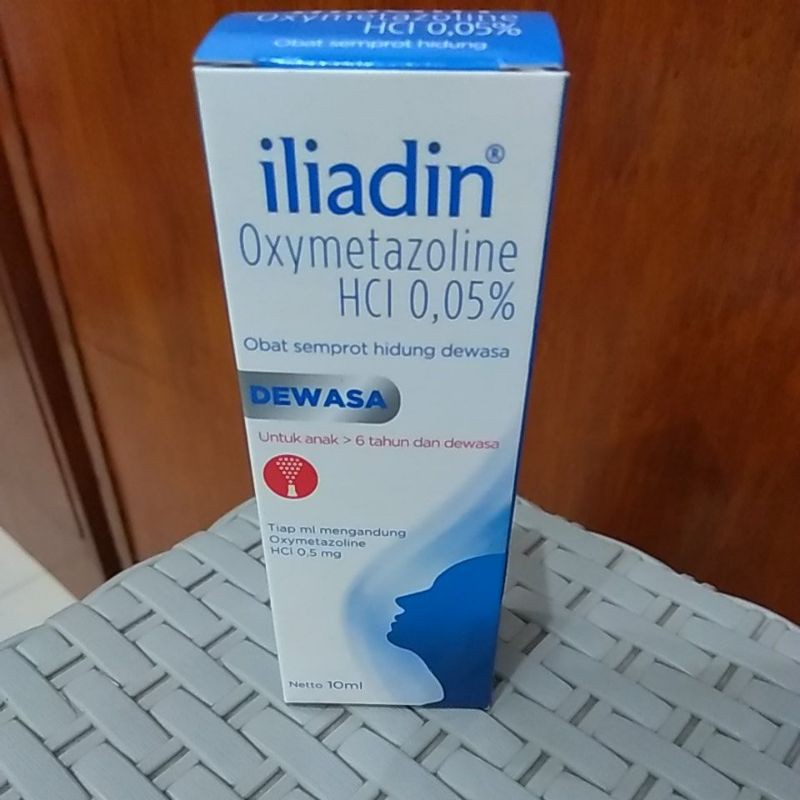 Oxymetazoline
HCl 0,05%
Obat semprot hidung
iliadin®
Oxymetazoline
HCl 0,05%
Obat semprot hidung dewasa
DEWASA
Untuk anak > 6 tahun dan dewasa
Tiap ml mengandung
Oxymetazoline
HCl 0,5 mg
Netto 10ml